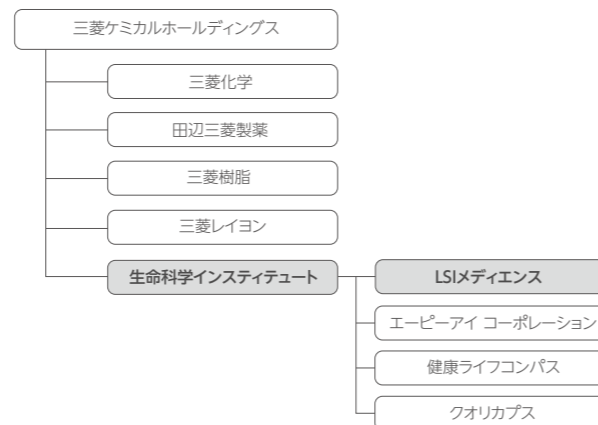 三菱ケミカルホールディングス
三菱化学
田辺三菱製薬
三菱樹脂
三菱レイヨン
生命科学インスティテュート
LSIメディエンス
エーピーアイ コーポレーション
健康ライフコンパス
クオリカプス